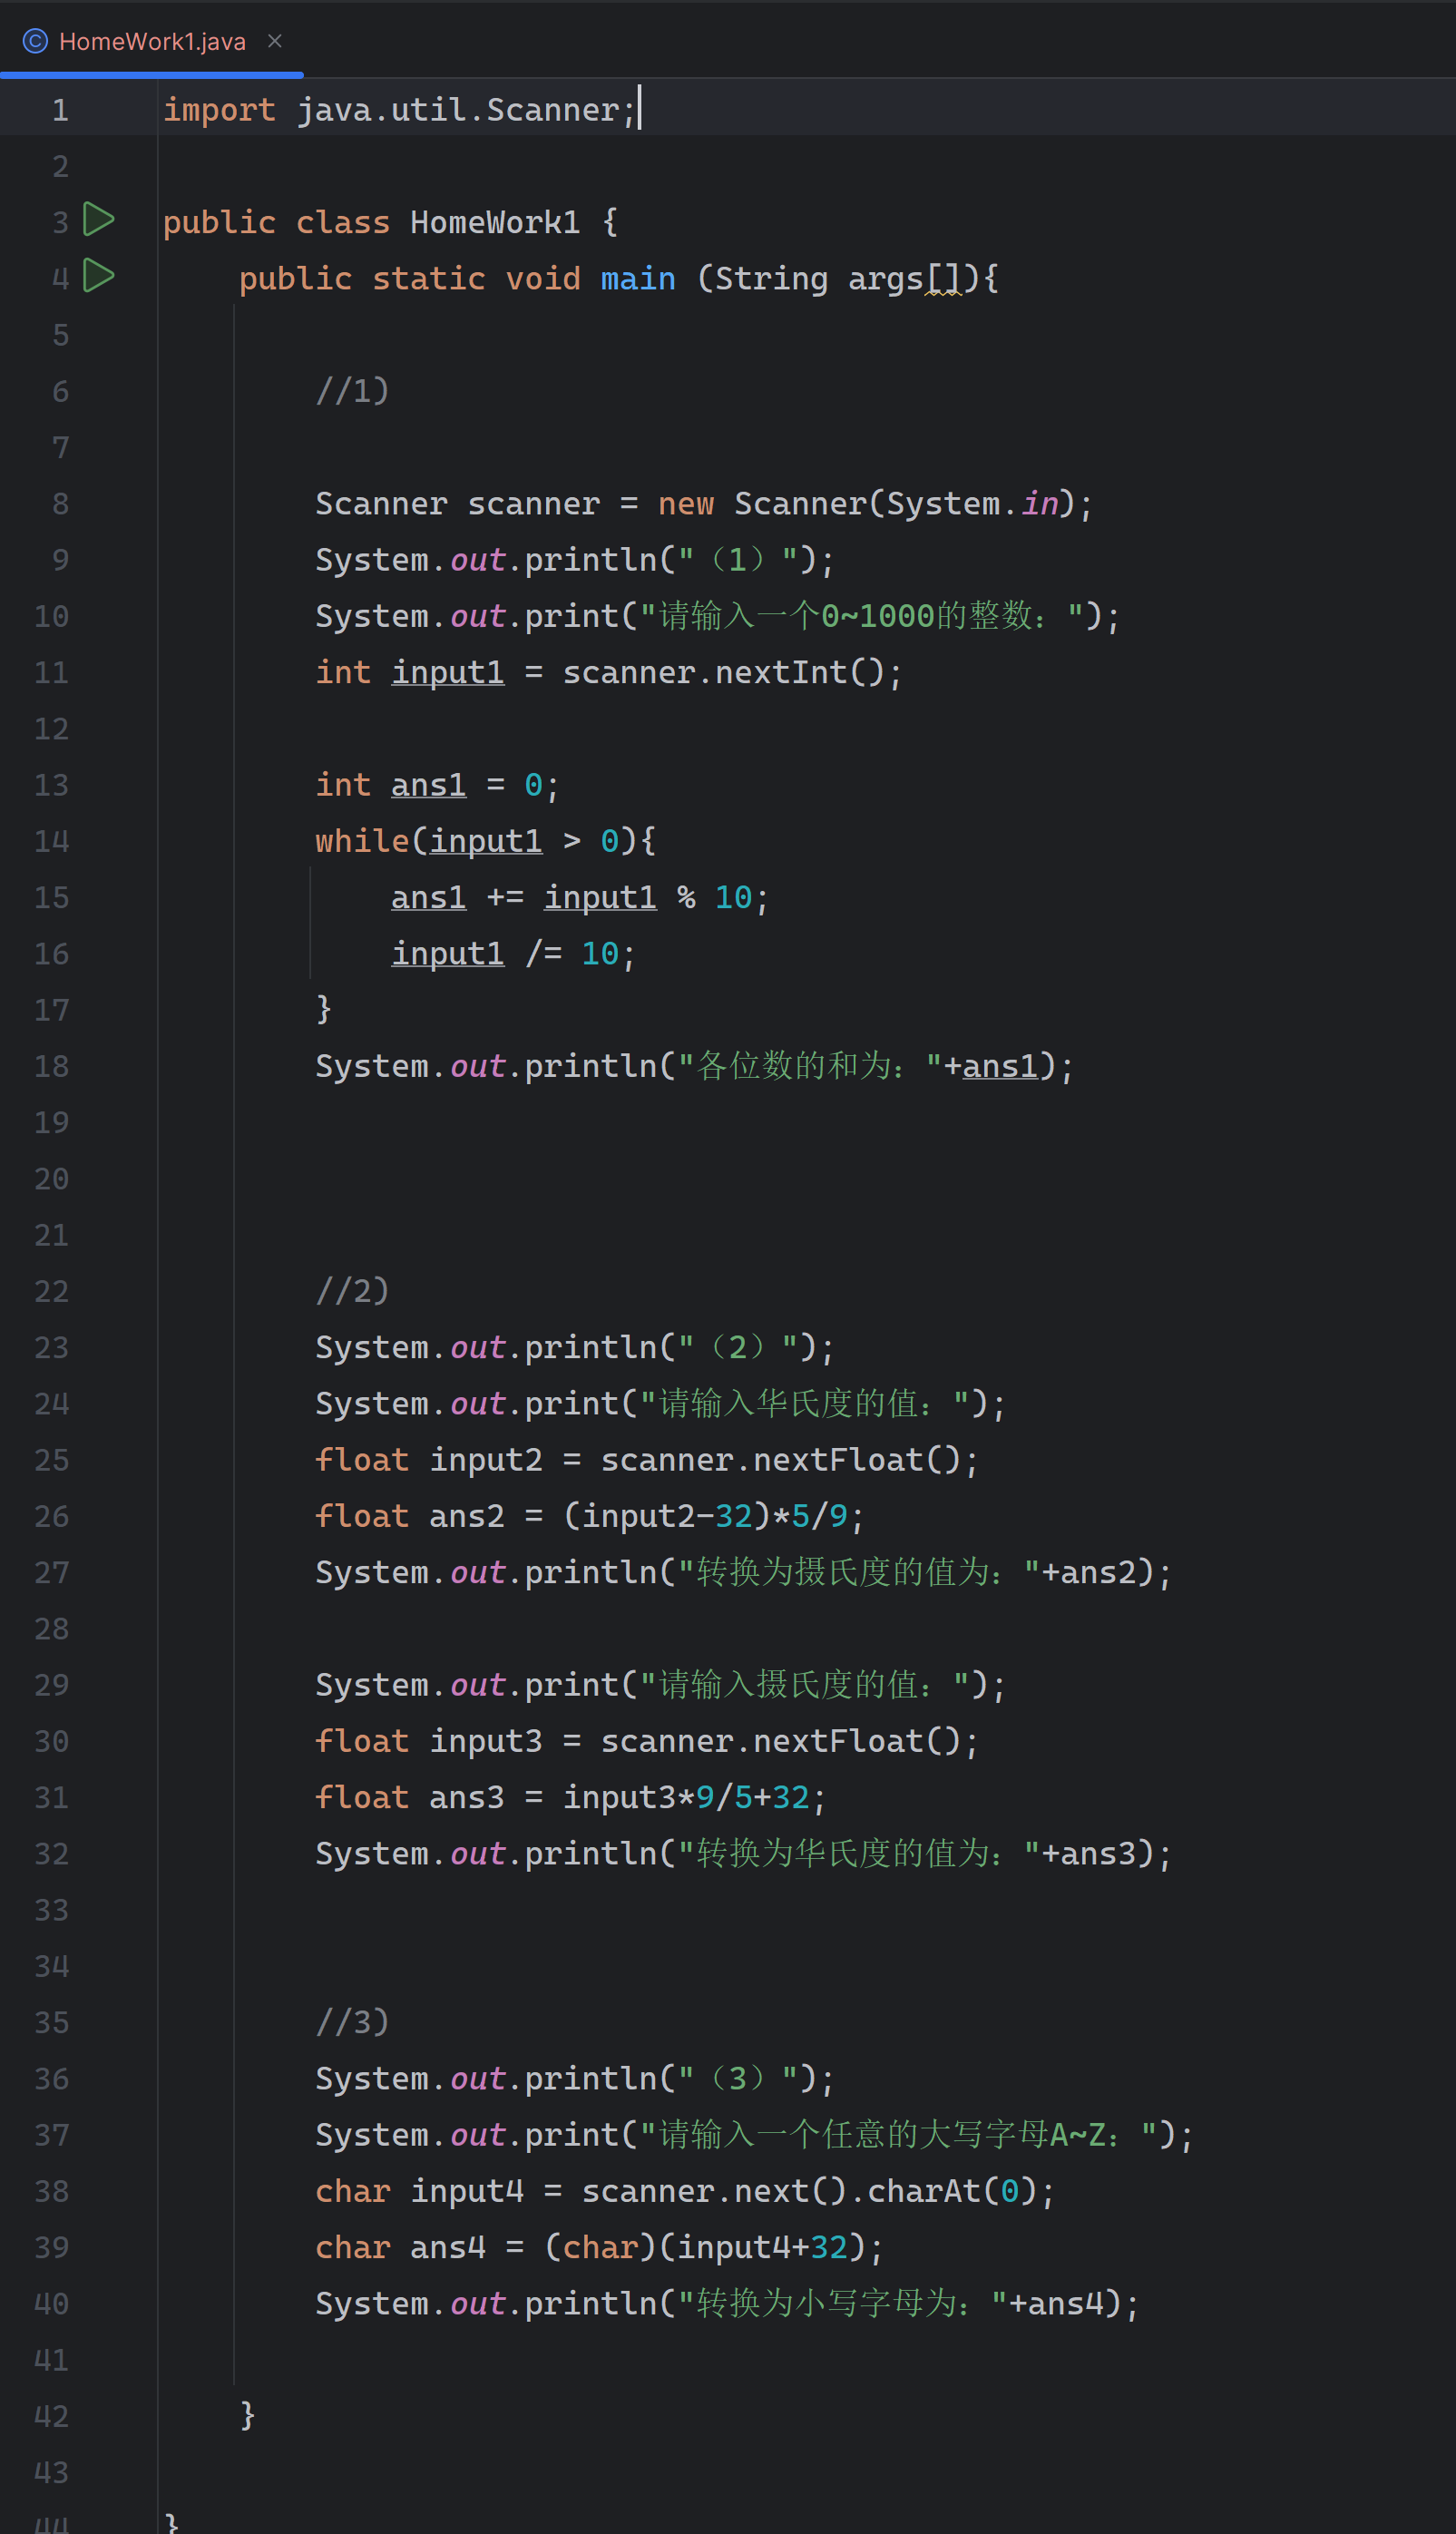 HomeWork1.java
1 import java.util.Scanner;
2
3 public class HomeWork1 {
4     public static void main (String args[]){
5
6         //1)
7
8         Scanner scanner = new Scanner(System.in);
9         System.out.println("（1）");
10         System.out.print("请输入一个0~1000的整数：");
11         int input1 = scanner.nextInt();
12
13         int ans1 = 0;
14         while(input1 > 0){
15             ans1 += input1 % 10;
16             input1 /= 10;
17         }
18         System.out.println("各位数的和为："+ans1);
19
20
21
22         //2)
23         System.out.println("（2）");
24         System.out.print("请输入华氏度的值：");
25         float input2 = scanner.nextFloat();
26         float ans2 = (input2-32)*5/9;
27         System.out.println("转换为摄氏度的值为："+ans2);
28
29         System.out.print("请输入摄氏度的值：");
30         float input3 = scanner.nextFloat();
31         float ans3 = input3*9/5+32;
32         System.out.println("转换为华氏度的值为："+ans3);
33
34
35         //3)
36         System.out.println("（3）");
37         System.out.print("请输入一个任意的大写字母A~Z：");
38         char input4 = scanner.next().charAt(0);
39         char ans4 = (char)(input4+32);
40         System.out.println("转换为小写字母为："+ans4);
41
42     }
43
44 }